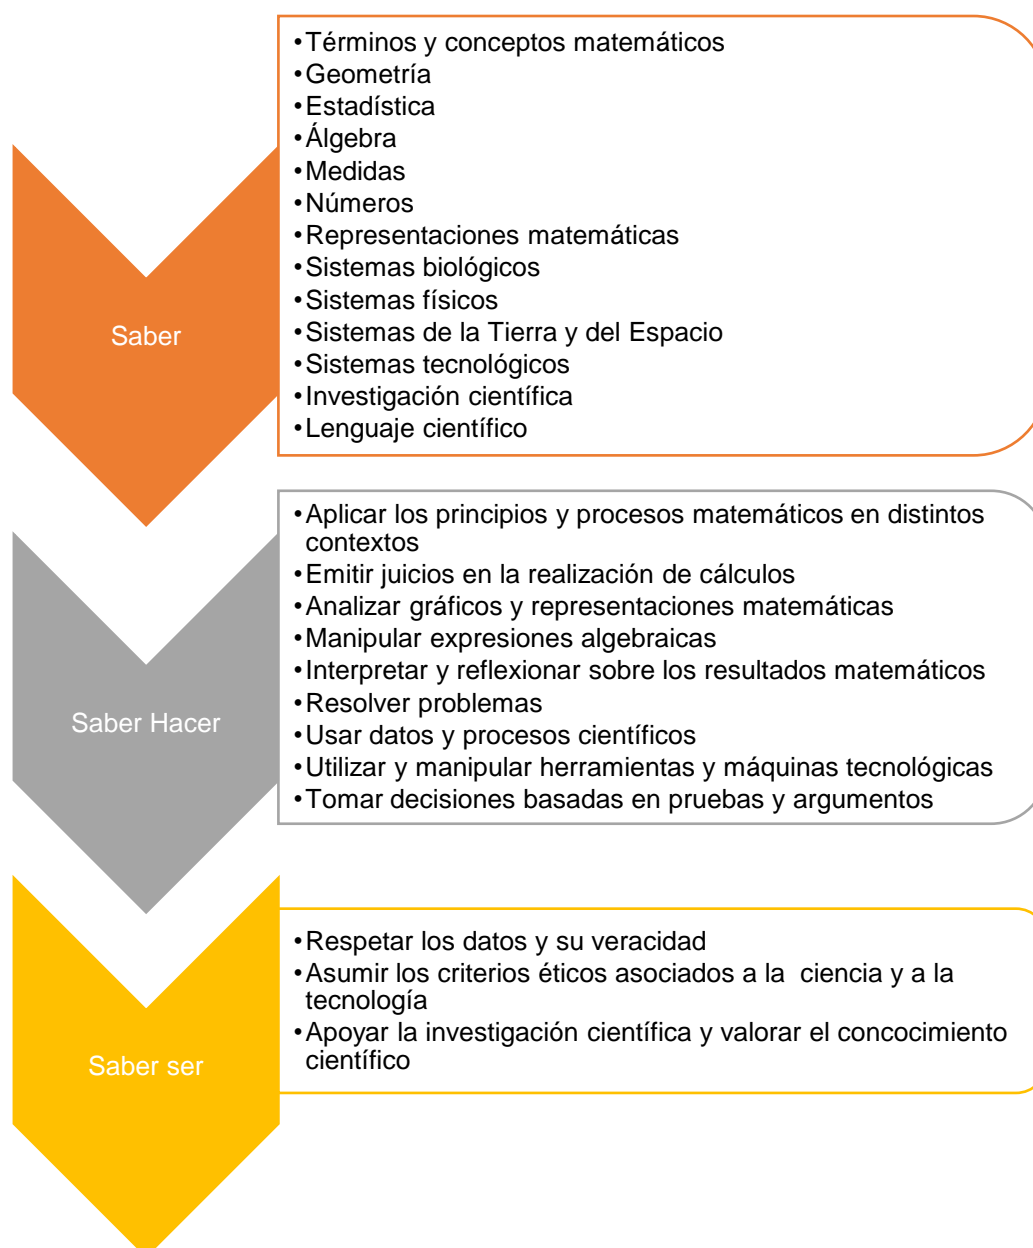 •Términos y conceptos matemáticos
•Geometría
•Estadística
•Álgebra
•Medidas
•Números
•Representaciones matemáticas
•Sistemas biológicos
•Sistemas físicos
•Sistemas de la Tierra y del Espacio
•Sistemas tecnológicos
•Investigación científica
•Lenguaje científico
Saber
•Aplicar los principios y procesos matemáticos en distintos
contextos
•Emitir juicios en la realización de cálculos
•Analizar gráficos y representaciones matemáticas
•Manipular expresiones algebraicas
•Interpretar y reflexionar sobre los resultados matemáticos
•Resolver problemas
•Usar datos y procesos científicos
•Utilizar y manipular herramientas y máquinas tecnológicas
•Tomar decisiones basadas en pruebas y argumentos
Saber Hacer
•Respetar los datos y su veracidad
•Asumir los criterios éticos asociados a la  ciencia y a la
tecnología
•Apoyar la investigación científica y valorar el concocimiento
científico
Saber ser